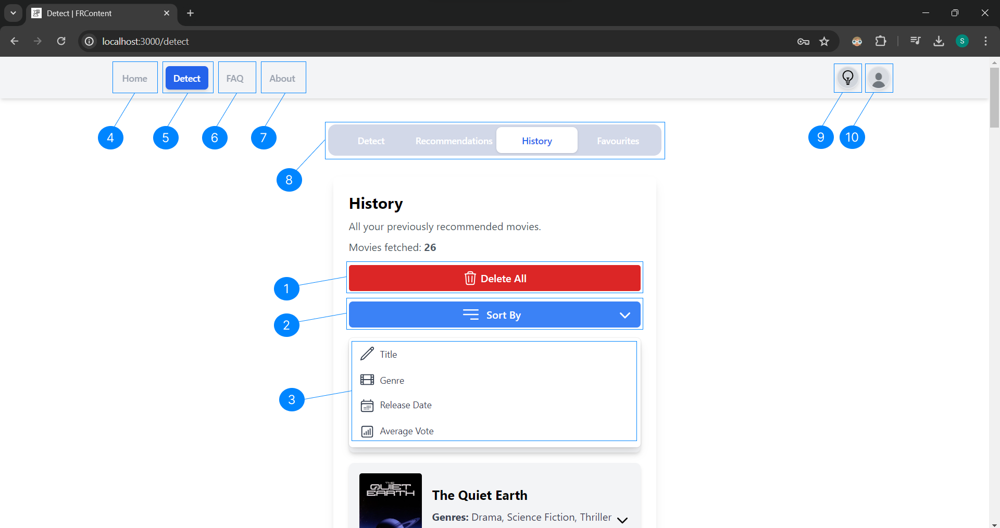 Detect | FRContent
localhost:3000/detect
S
Home
Detect
FAQ
About
4
5
6
7
9
10
Detect
Recommendations
History
Favourites
8
History
All your previously recommended movies.
Movies fetched: 26
1
Delete All
2
Sort By
Title
Genre
3
Release Date
Average Vote
THE
QUIET
EARTH
The Quiet Earth
Genres: Drama, Science Fiction, Thriller